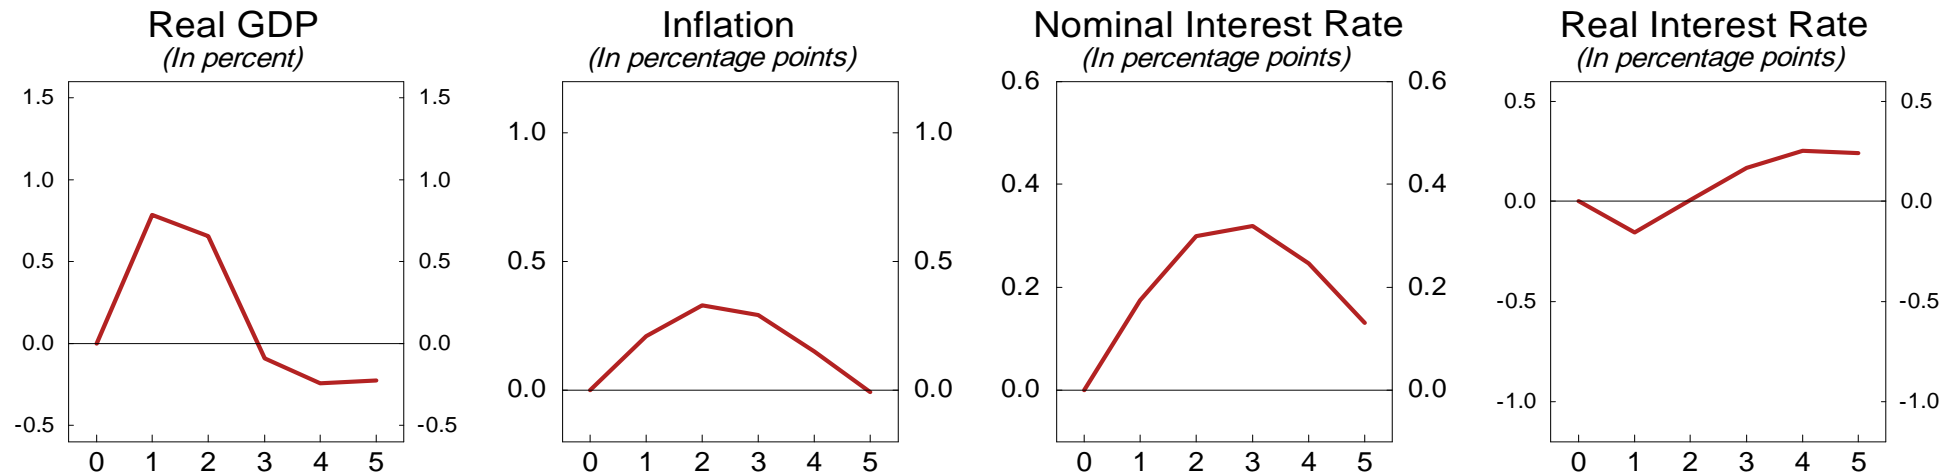 Real GDP
(In percent)
1.5
1.0
0.5
0.0
-0.5
1.5
1.0
0.5
0.0
-0.5
0 1 2 3 4 5
Inflation
(In percentage points)
1.0
0.5
0.0
1.0
0.5
0.0
0 1 2 3 4 5
Nominal Interest Rate
(In percentage points)
0.6
0.4
0.2
0.0
0.6
0.4
0.2
0.0
0 1 2 3 4 5
Real Interest Rate
(In percentage points)
0.5
0.0
-0.5
-1.0
0.5
0.0
-0.5
-1.0
0 1 2 3 4 5